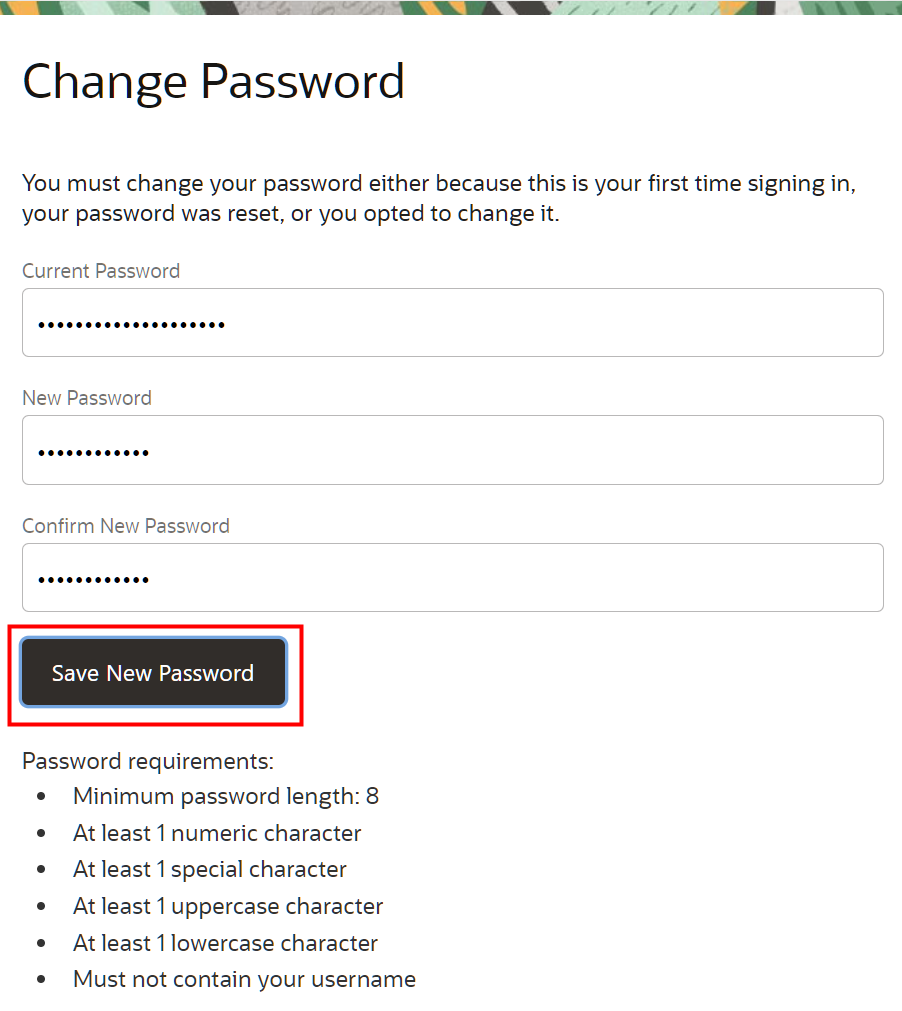 Change Password
You must change your password either because this is your first time signing in,
your password was reset, or you opted to change it.
Current Password
••••••••••••••••••••
New Password
••••••••••••
Confirm New Password
••••••••••••
Save New Password
Password requirements:
• Minimum password length: 8
• At least 1 numeric character
• At least 1 special character
• At least 1 uppercase character
• At least 1 lowercase character
• Must not contain your username